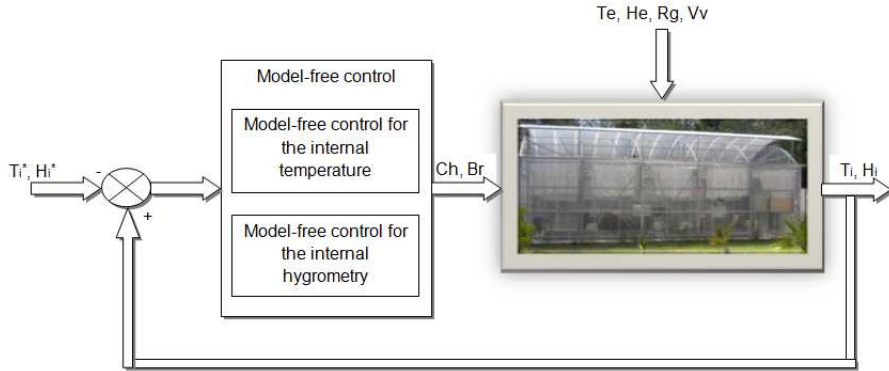 Te, He, Rg, Vv
Model-free control
Model-free control for
the internal
temperature
Ti*, Hi*
-
+
Ch, Br
Ti, Hi
Model-free control for
the internal
hygrometry